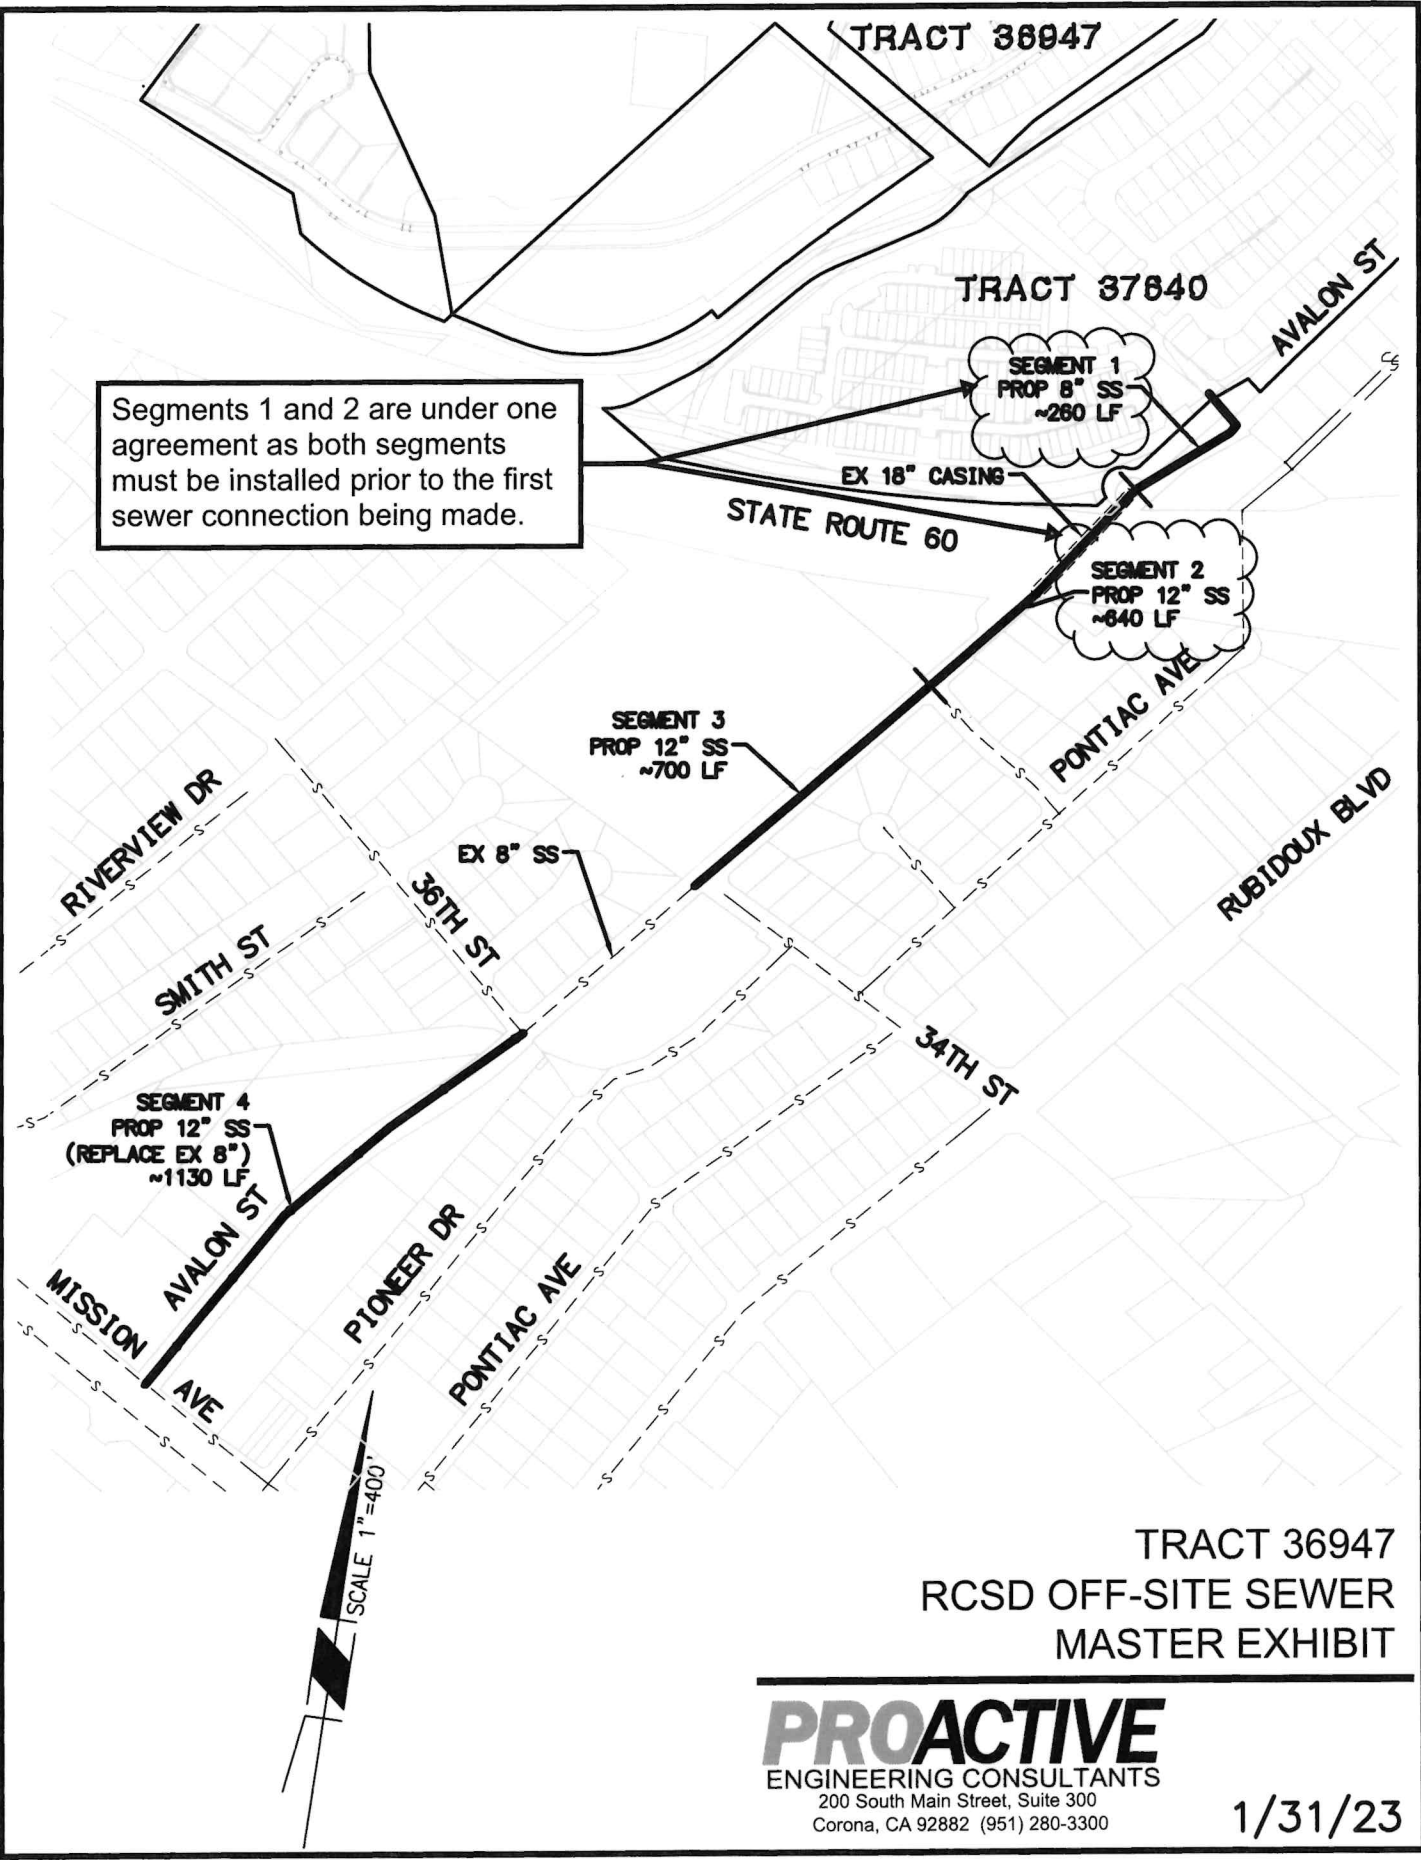 TRACT 36947
TRACT 37640
AVALON ST
SEGMENT 1
PROP 8" SS
~260 LF
Segments 1 and 2 are under one
agreement as both segments
must be installed prior to the first
sewer connection being made.
EX 18" CASING
STATE ROUTE 60
SEGMENT 2
PROP 12" SS
~640 LF
PONTIAC AVE
SEGMENT 3
PROP 12" SS
~700 LF
RIVERVIEW DR
RUBIDOUX BLVD
EX 8" SS
36TH ST
SMITH ST
34TH ST
SEGMENT 4
PROP 12" SS
(REPLACE EX 8")
~1130 LF
AVALON ST
PIONEER DR
PONTIAC AVE
MISSION
AVE
SCALE 1"=400'
TRACT 36947
RCSD OFF-SITE SEWER
MASTER EXHIBIT
PROACTIVE
ENGINEERING CONSULTANTS
200 South Main Street, Suite 300
Corona, CA 92882 (951) 280-3300
1/31/23